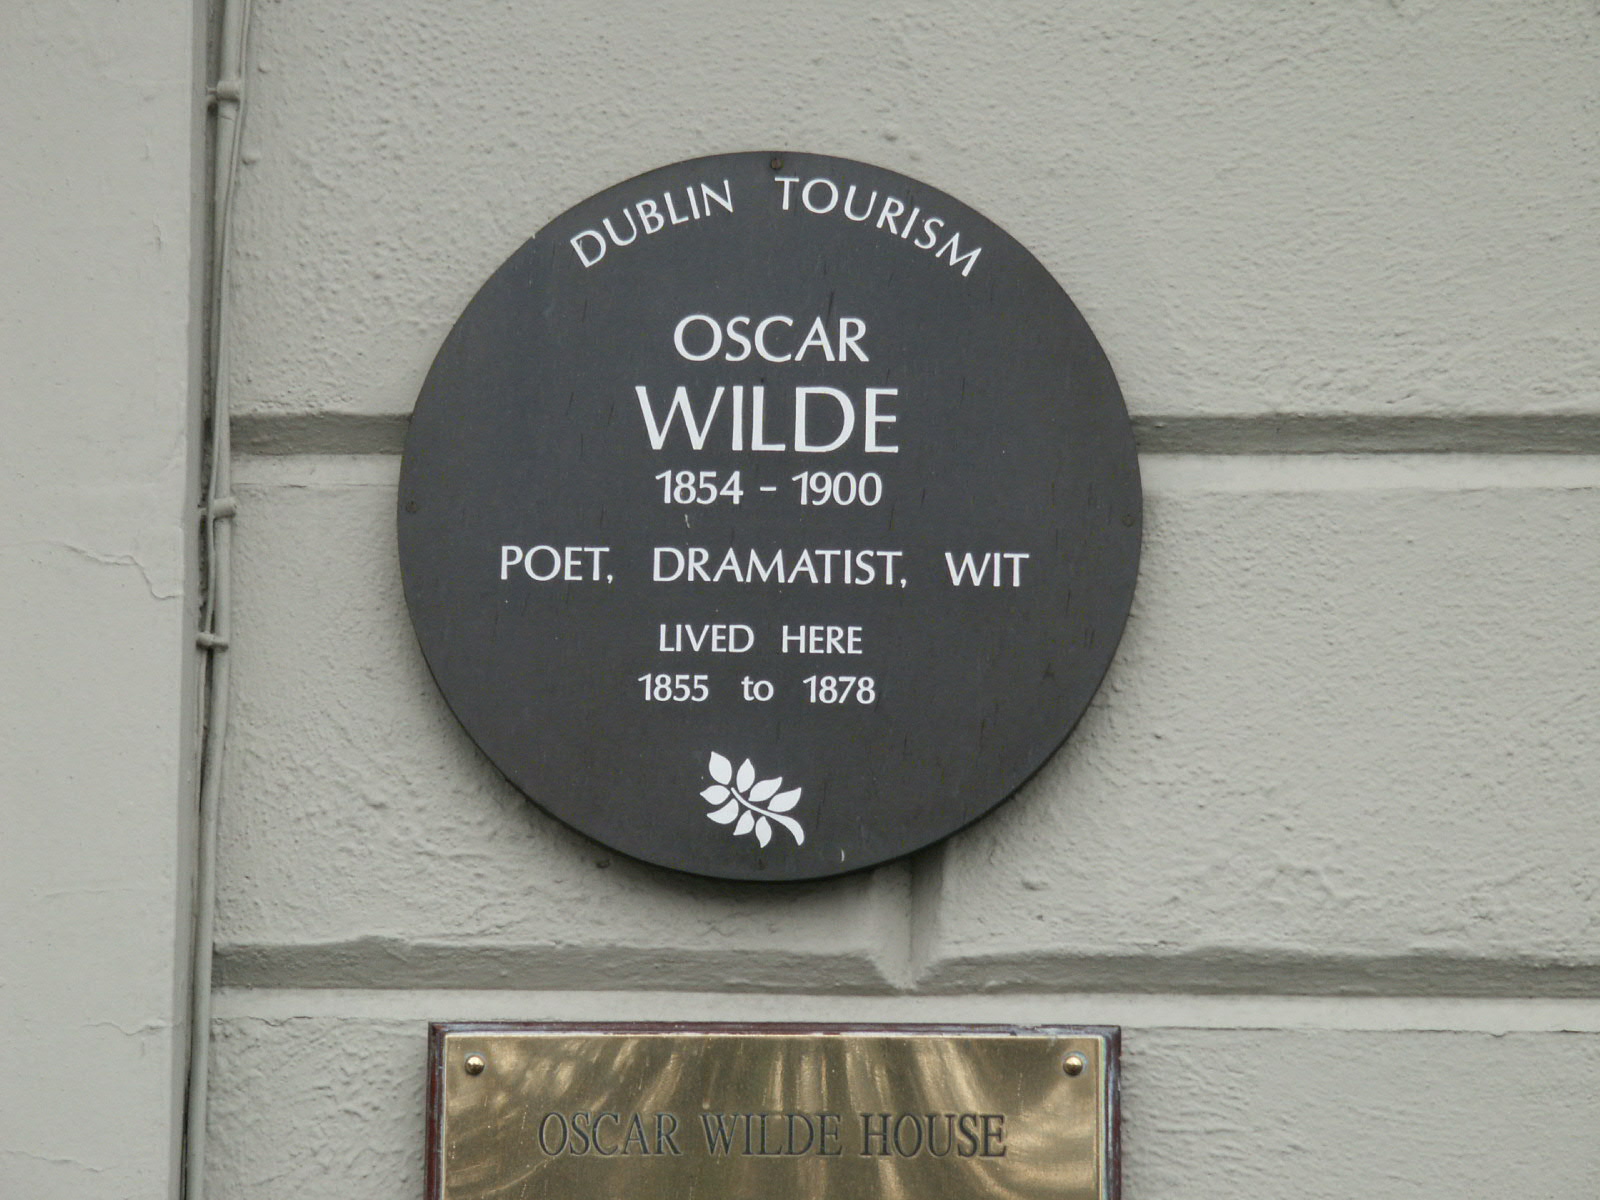 DUBLIN TOURISM
OSCAR
WILDE
1854 - 1900
POET, DRAMATIST, WIT
LIVED HERE
1855 to 1878
OSCAR WILDE HOUSE